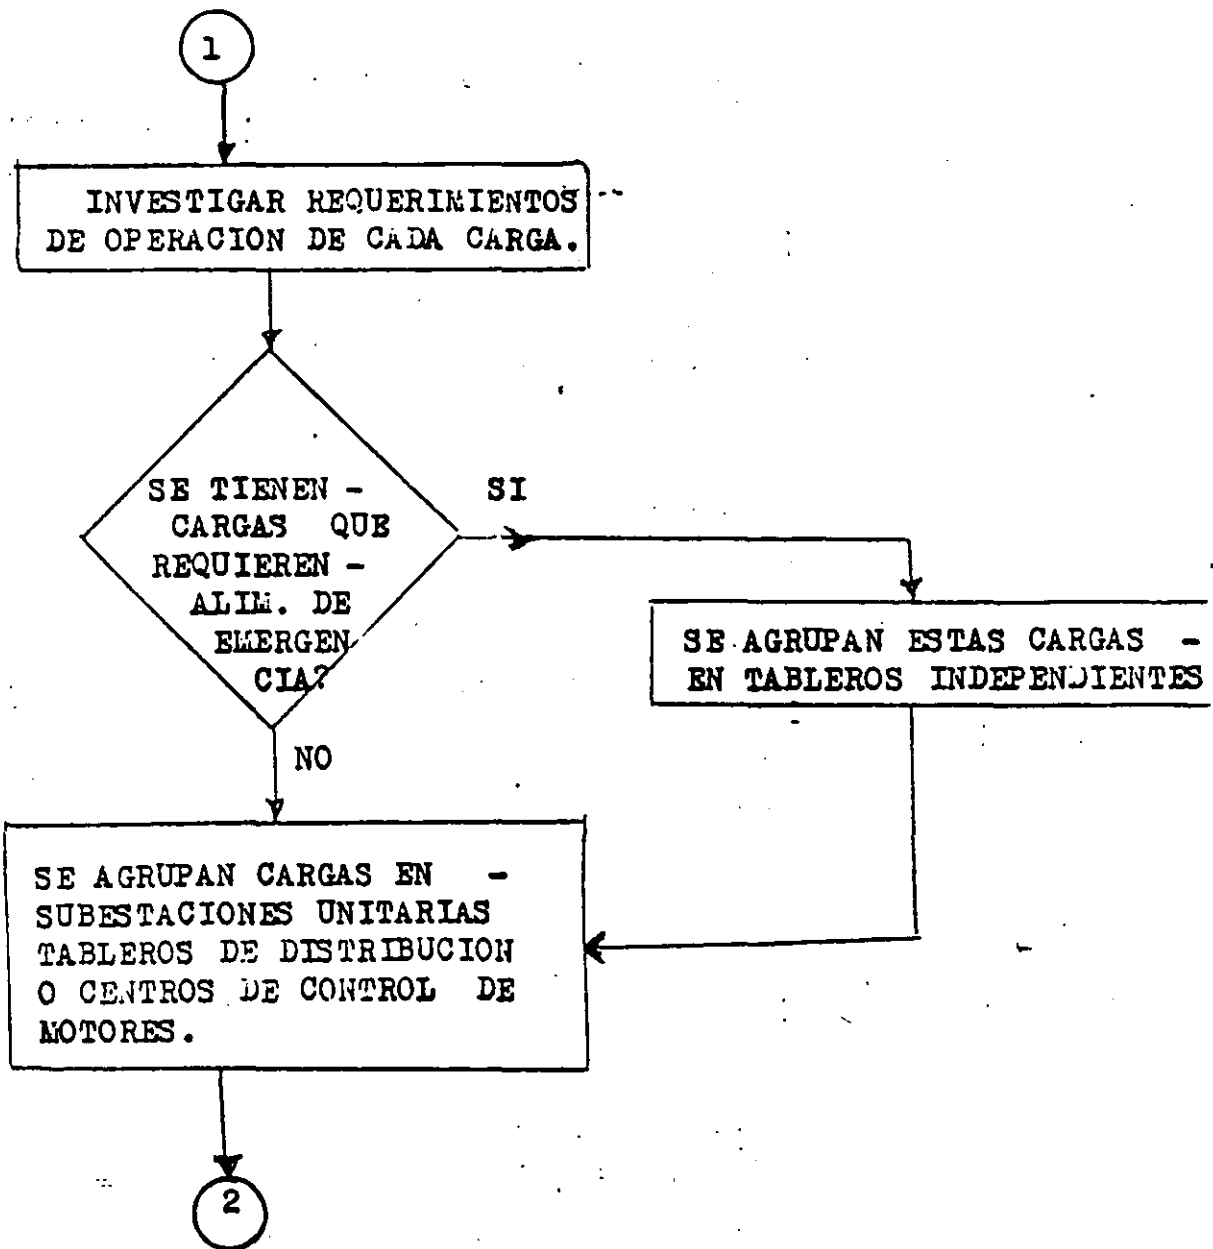 1
INVESTIGAR REQUERIMIENTOS
DE OPERACION DE CADA CARGA.
SE TIENEN -
CARGAS QUE
REQUIEREN -
ALIM. DE
EMERGEN
CIA?
SI
SE AGRUPAN ESTAS CARGAS -
EN TABLEROS INDEPENDIENTES
NO
SE AGRUPAN CARGAS EN -
SUBESTACIONES UNITARIAS
TABLEROS DE DISTRIBUCION
O CENTROS DE CONTROL DE
MOTORES.
2